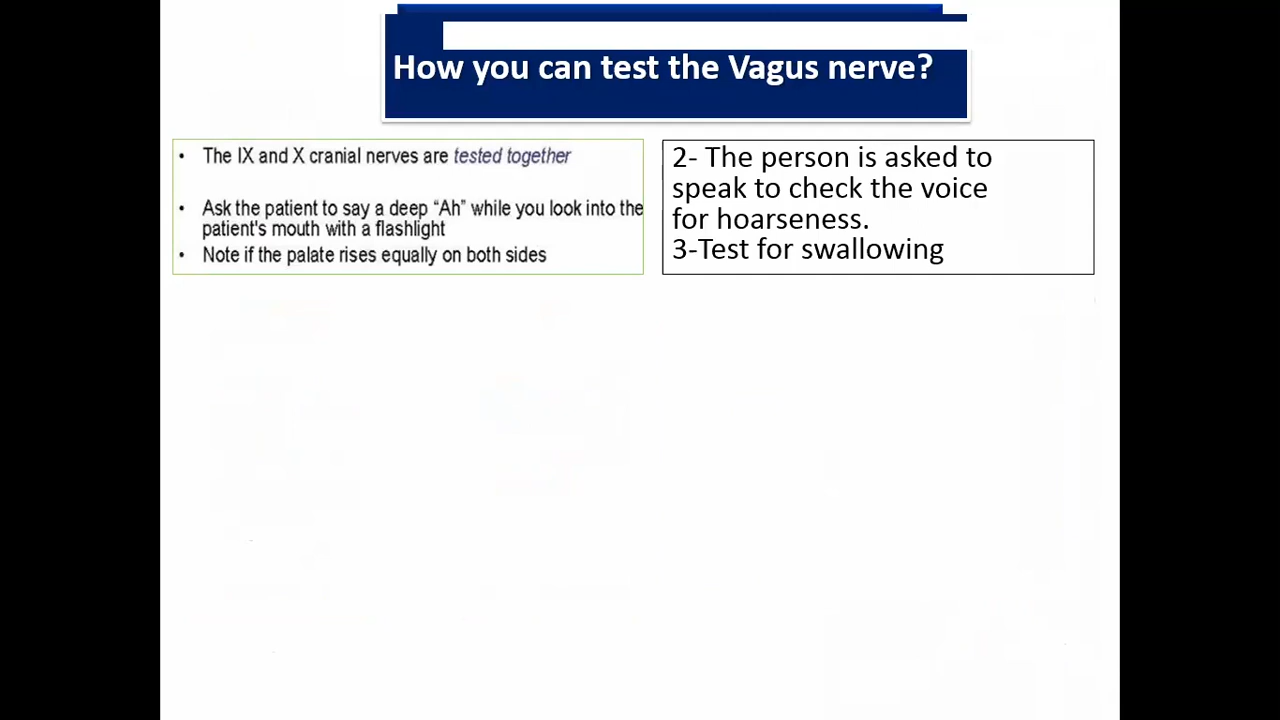 How you can test the Vagus nerve?
• The IX and X cranial nerves are tested together
• Ask the patient to say a deep “Ah” while you look into the
patient's mouth with a flashlight
• Note if the palate rises equally on both sides
2- The person is asked to
speak to check the voice
for hoarseness.
3-Test for swallowing